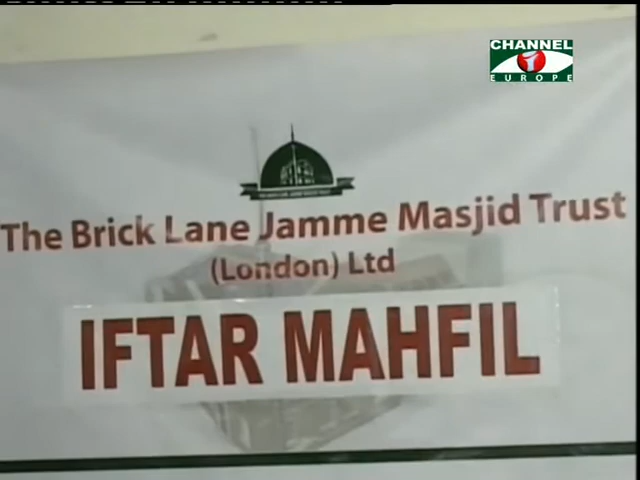 CHANNEL
i
EUROPE
The Brick Lane Jamme Masjid Trust
(London) Ltd
IFTAR MAHFIL